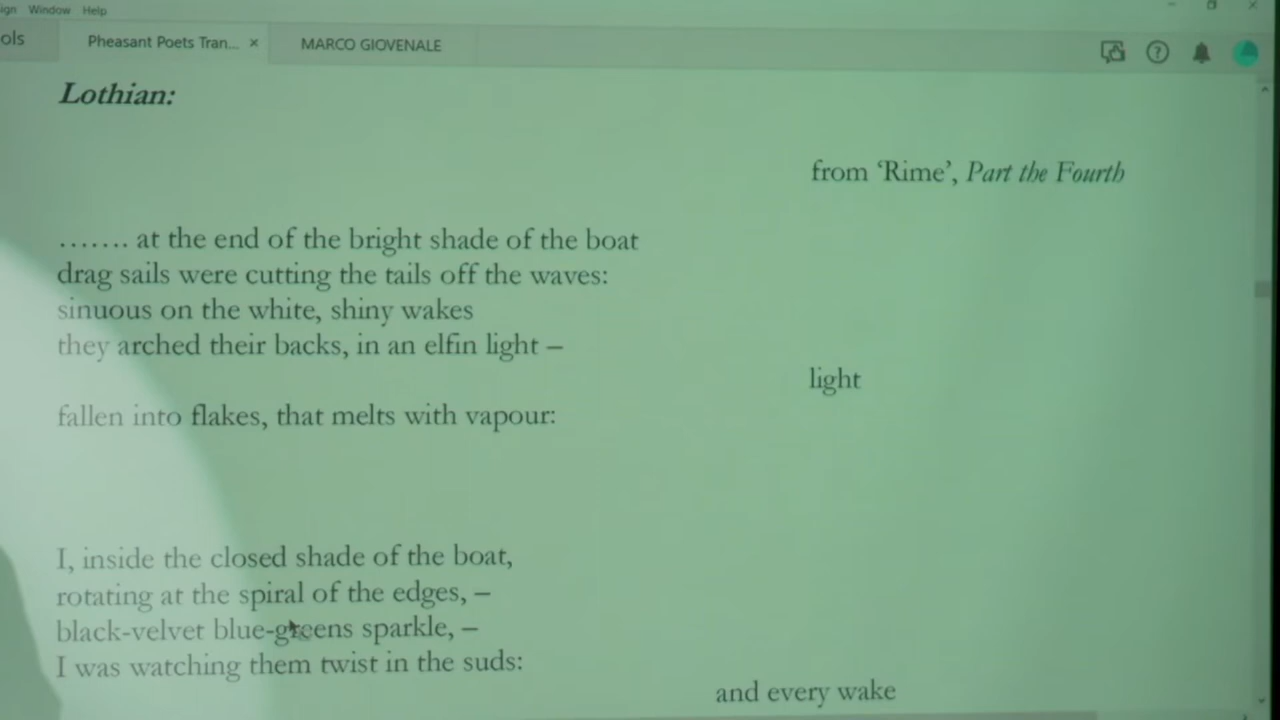 ign Window Help
ols
Pheasant Poets Tran... ×
MARCO GIOVENALE
Lothian:
from ‘Rime’, Part the Fourth
....... at the end of the bright shade of the boat
drag sails were cutting the tails off the waves:
sinuous on the white, shiny wakes
they arched their backs, in an elfin light –
light
fallen into flakes, that melts with vapour:
I, inside the closed shade of the boat,
rotating at the spiral of the edges, –
black-velvet blue-greens sparkle, –
I was watching them twist in the suds:
and every wake